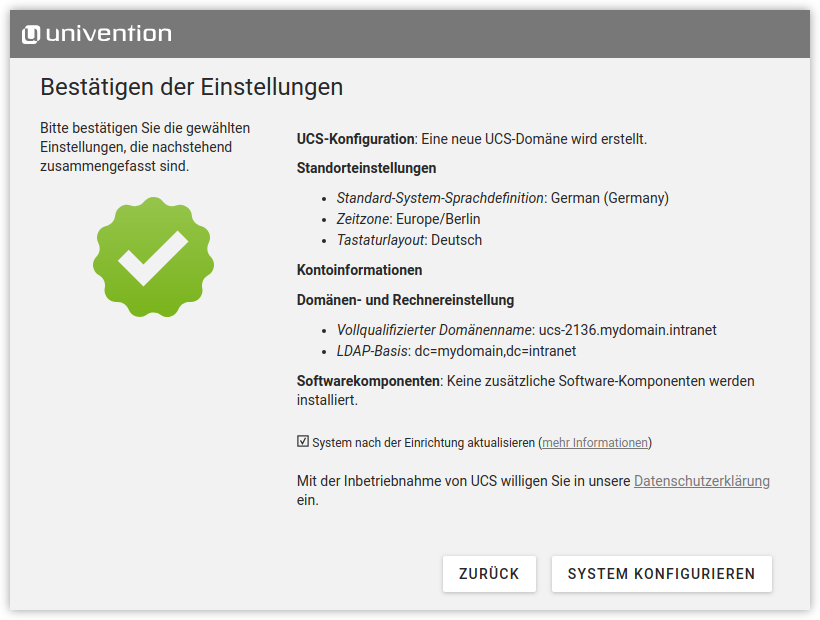 univention
Bestätigen der Einstellungen
Bitte bestätigen Sie die gewählten
Einstellungen, die nachstehend
zusammengefasst sind.
UCS-Konfiguration: Eine neue UCS-Domäne wird erstellt.
Standorteinstellungen
• Standard-System-Sprachdefinition: German (Germany)
• Zeitzone: Europe/Berlin
• Tastaturlayout: Deutsch
Kontoinformationen
Domänen- und Rechnereinstellung
• Vollqualifizierter Domänenname: ucs-2136.mydomain.intranet
• LDAP-Basis: dc=mydomain,dc=intranet
Softwarekomponenten: Keine zusätzliche Software-Komponenten werden
installiert.
System nach der Einrichtung aktualisieren (mehr Informationen)
Mit der Inbetriebnahme von UCS willigen Sie in unsere Datenschutzerklärung
ein.
ZURÜCK
SYSTEM KONFIGURIEREN